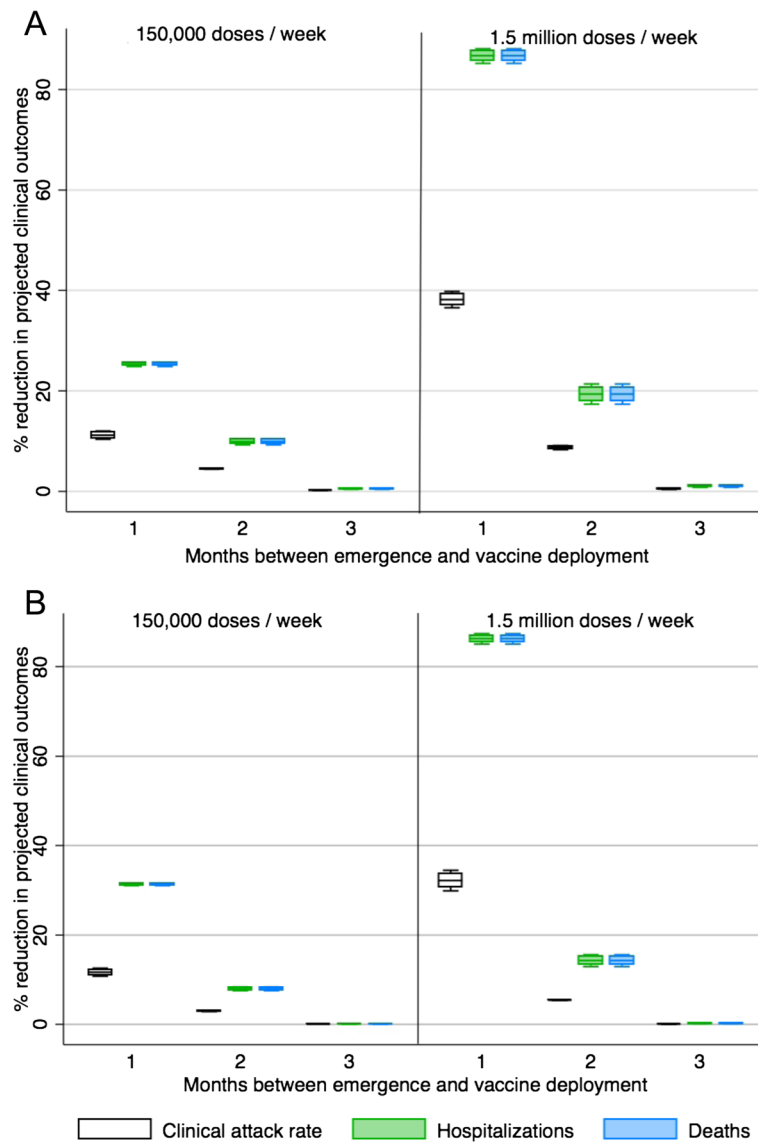 A
150,000 doses / week
1.5 million doses / week
% reduction in projected clinical outcomes
80
60
40
20
0
1 2 3 1 2 3
Months between emergence and vaccine deployment
B
150,000 doses / week
1.5 million doses / week
% reduction in projected clinical outcomes
80
60
40
20
0
1 2 3 1 2 3
Months between emergence and vaccine deployment
Clinical attack rate Hospitalizations Deaths